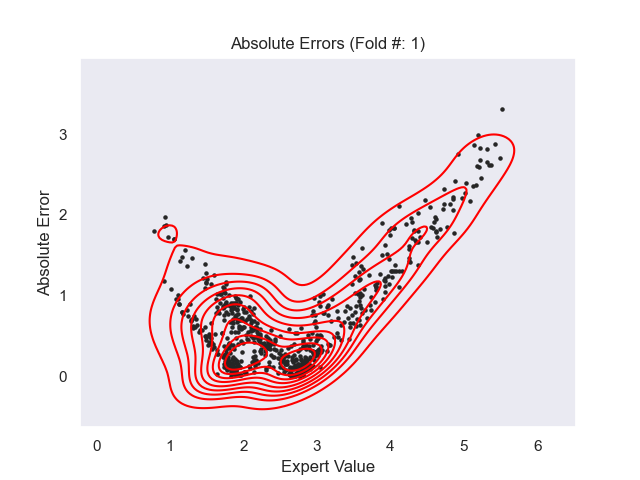 Absolute Errors (Fold #: 1)
3
2
1
0
Absolute Error
0 1 2 3 4 5 6
Expert Value